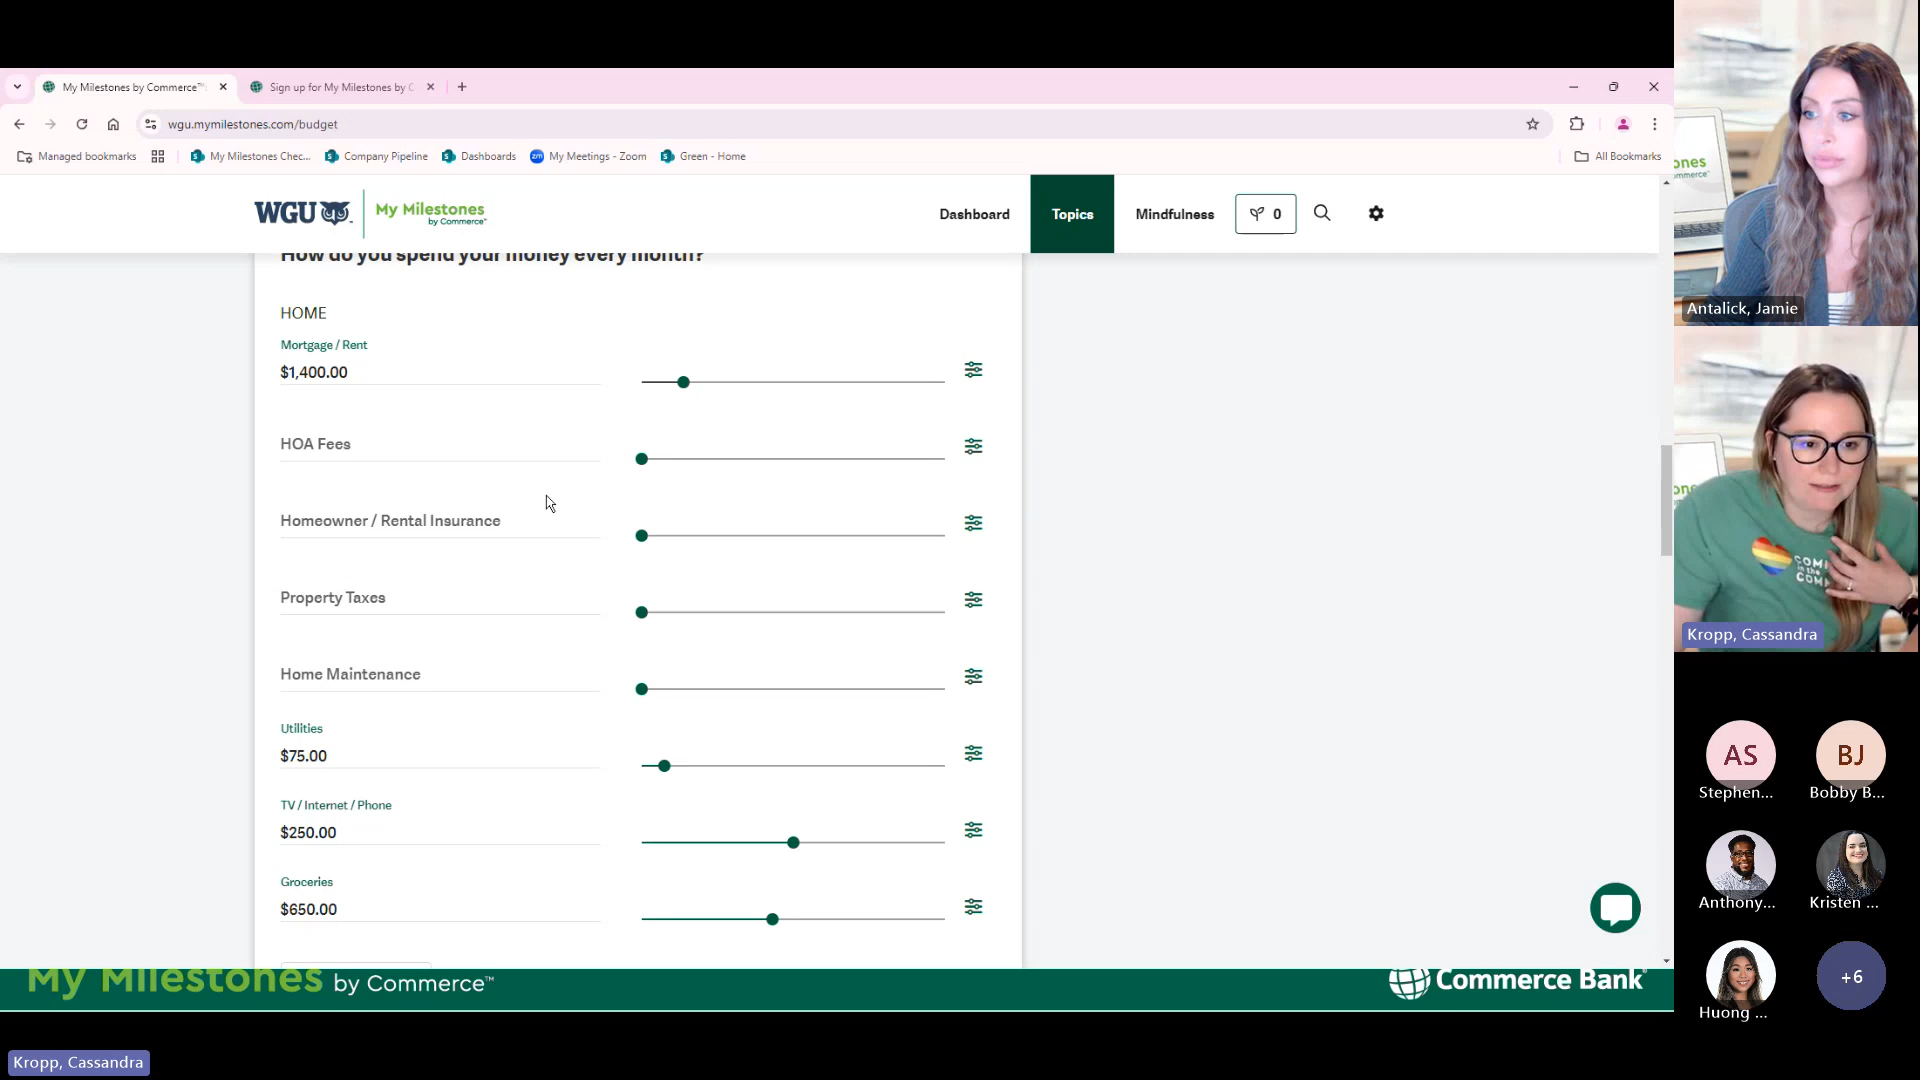 My Milestones by Commerce™
Sign up for My Milestones by C
wgu.mymilestones.com/budget
Managed bookmarks
My Milestones Chec...
Company Pipeline
Dashboards
zm
My Meetings - Zoom
Green - Home
All Bookmarks
WGU
My Milestones
by Commerce™
Dashboard
Topics
Mindfulness
0
How do you spend your money every month?
HOME
Mortgage / Rent
$1,400.00
HOA Fees
Homeowner / Rental Insurance
Property Taxes
Home Maintenance
Utilities
$75.00
TV / Internet / Phone
$250.00
Groceries
$650.00
My Milestones by Commerce™
Commerce Bank
Kropp, Cassandra
Antalick, Jamie
Kropp, Cassandra
AS
Stephen...
BJ
Bobby B...
Anthony...
Kristen ...
Huong ...
+6